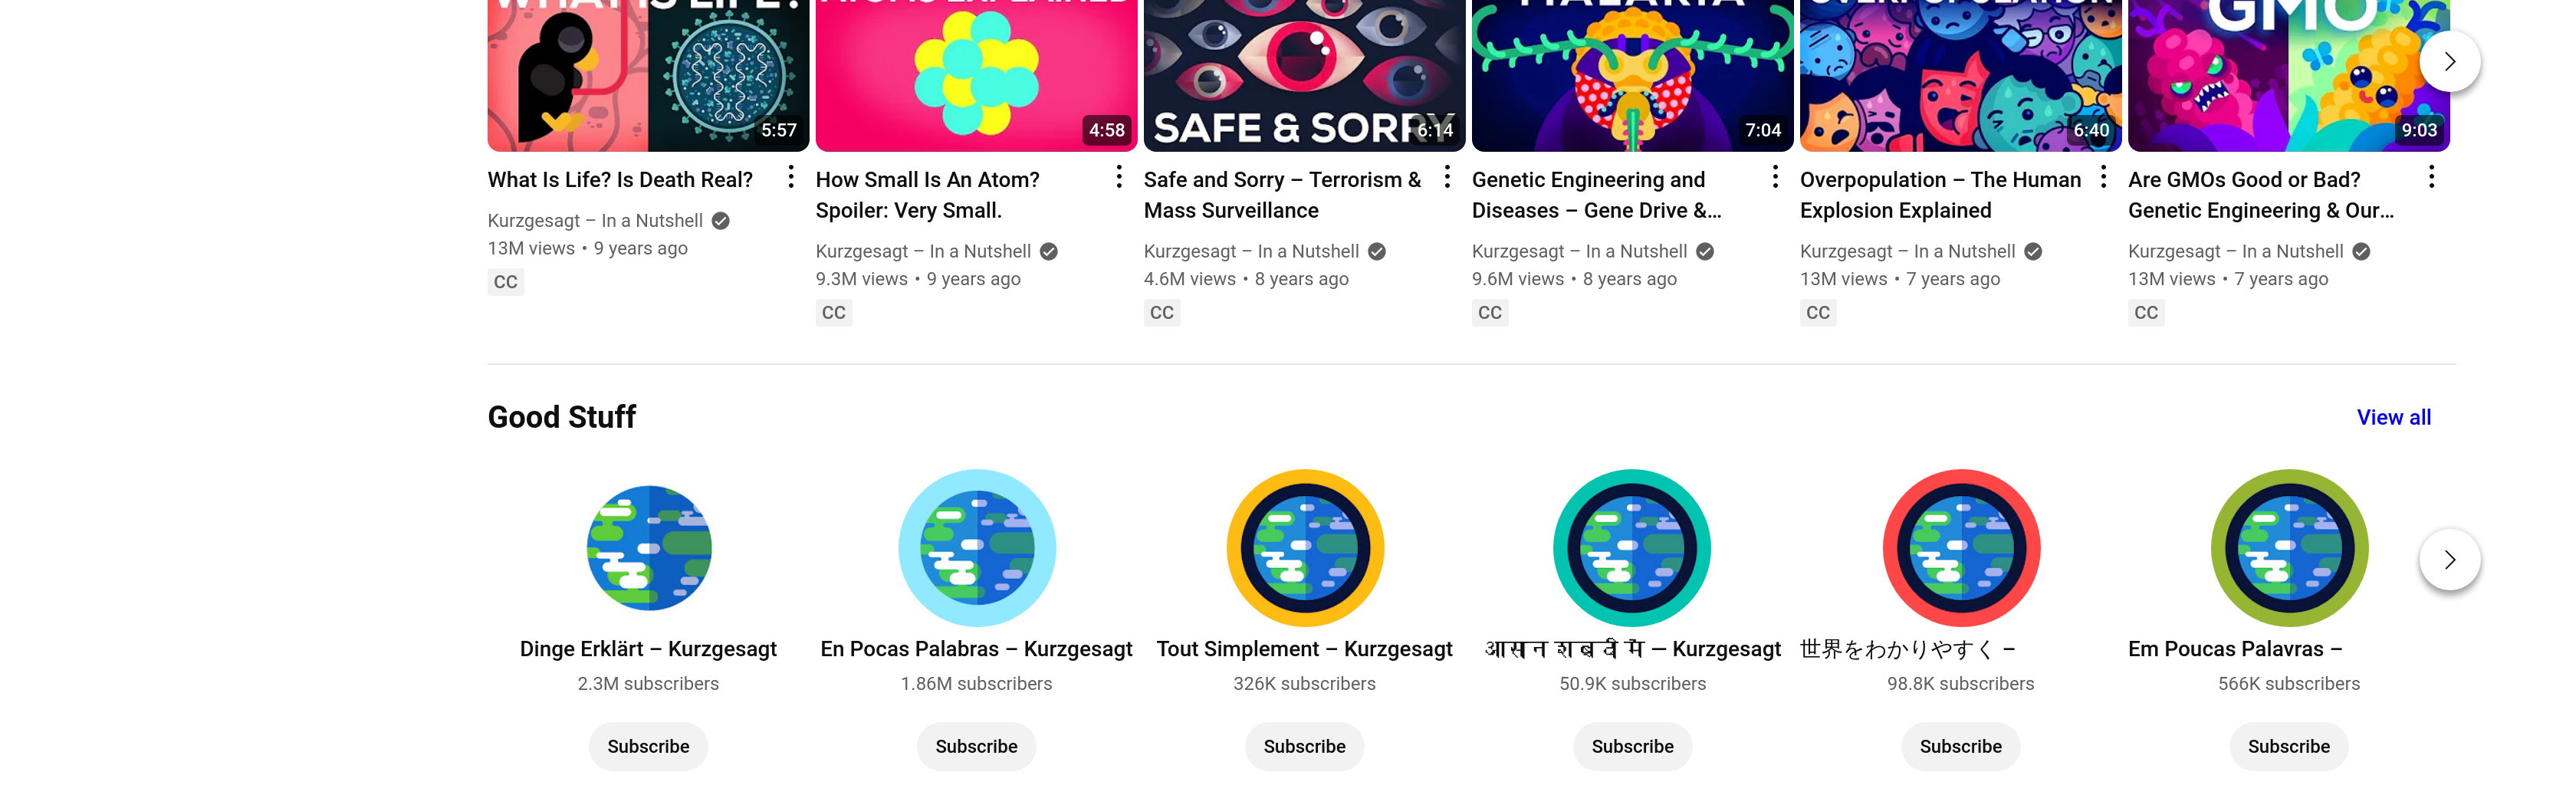 WHAT IS LIFE?
ATOMS EXPLAINED
MALARIA
OVERPOPULATION
GMO
SAFE & SORRY
5:57
4:58
6:14
7:04
6:40
9:03
What Is Life? Is Death Real?
Kurzgesagt – In a Nutshell
13M views • 9 years ago
CC
How Small Is An Atom?
Spoiler: Very Small.
Kurzgesagt – In a Nutshell
9.3M views • 9 years ago
CC
Safe and Sorry – Terrorism &
Mass Surveillance
Kurzgesagt – In a Nutshell
4.6M views • 8 years ago
CC
Genetic Engineering and
Diseases – Gene Drive &...
Kurzgesagt – In a Nutshell
9.6M views • 8 years ago
CC
Overpopulation – The Human
Explosion Explained
Kurzgesagt – In a Nutshell
13M views • 7 years ago
CC
Are GMOs Good or Bad?
Genetic Engineering & Our...
Kurzgesagt – In a Nutshell
13M views • 7 years ago
CC
Good Stuff
View all
Dinge Erklärt – Kurzgesagt
2.3M subscribers
Subscribe
En Pocas Palabras – Kurzgesagt
1.86M subscribers
Subscribe
Tout Simplement – Kurzgesagt
326K subscribers
Subscribe
आसान शब्दों में — Kurzgesagt
50.9K subscribers
Subscribe
世界をわかりやすく –
98.8K subscribers
Subscribe
Em Poucas Palavras –
566K subscribers
Subscribe